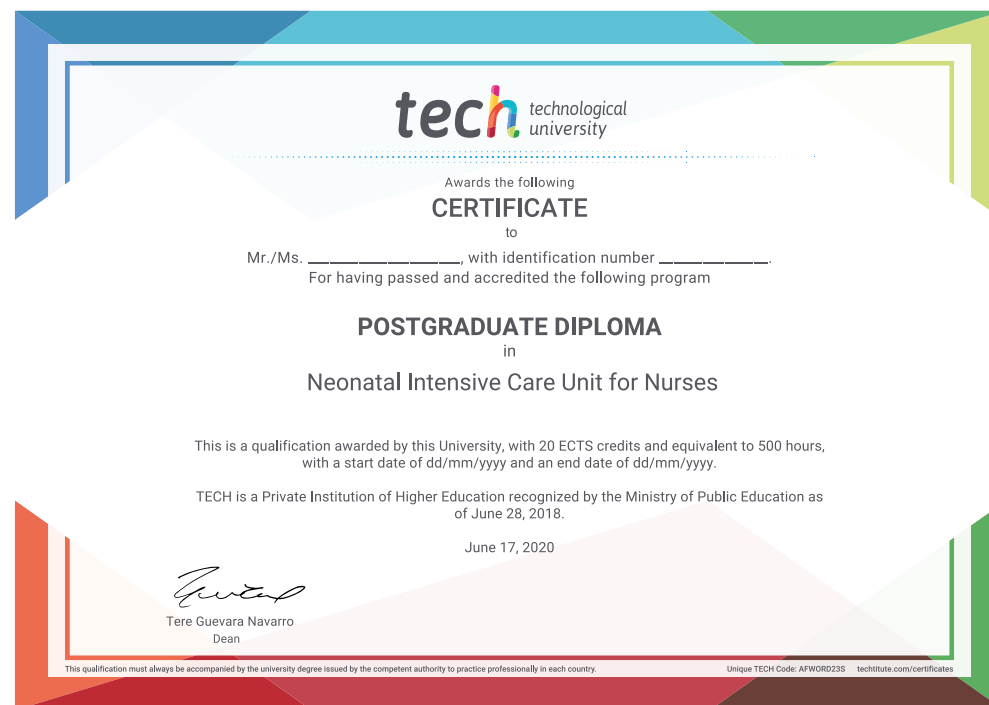 tech technological
university
Awards the following
CERTIFICATE
to
Mr./Ms. ____________________, with identification number ______________.
For having passed and accredited the following program
POSTGRADUATE DIPLOMA
in
Neonatal Intensive Care Unit for Nurses
This is a qualification awarded by this University, with 20 ECTS credits and equivalent to 500 hours,
with a start date of dd/mm/yyyy and an end date of dd/mm/yyyy.
TECH is a Private Institution of Higher Education recognized by the Ministry of Public Education as
of June 28, 2018.
June 17, 2020
Tere Guevara Navarro
Dean
This qualification must always be accompanied by the university degree issued by the competent authority to practice professionally in each country.
Unique TECH Code: AFWORD23S techtitute.com/certificates